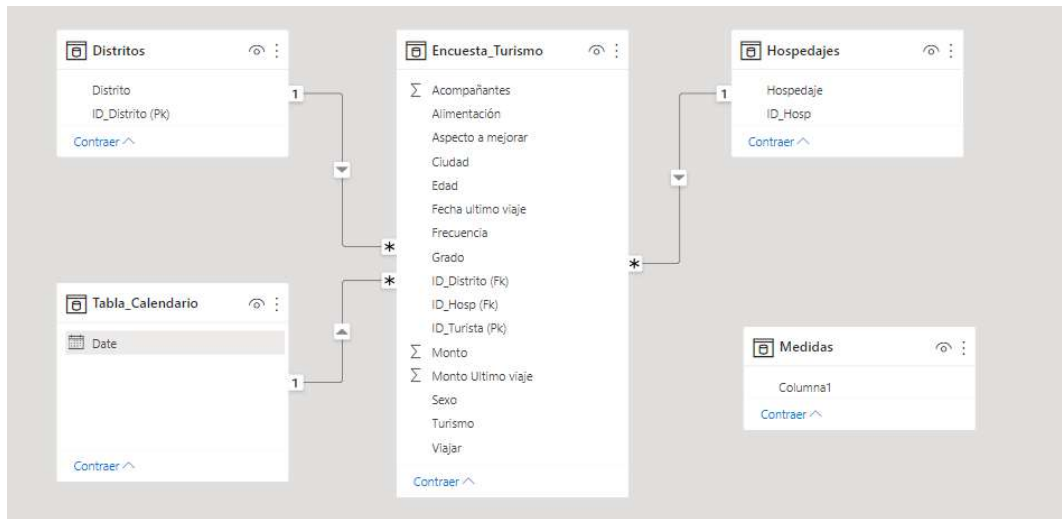 Distritos
Distrito
ID_Distrito (Pk)
Contraer
1
*
Tabla_Calendario
Date
Contraer
1
*
Encuesta_Turismo
Σ Acompañantes
Alimentación
Aspecto a mejorar
Ciudad
Edad
Fecha ultimo viaje
Frecuencia
Grado
ID_Distrito (Fk)
ID_Hosp (Fk)
ID_Turista (Pk)
Σ Monto
Σ Monto Ultimo viaje
Sexo
Turismo
Viajar
Contraer
Hospedajes
Hospedaje
ID_Hosp
Contraer
1
*
Medidas
Columna1
Contraer